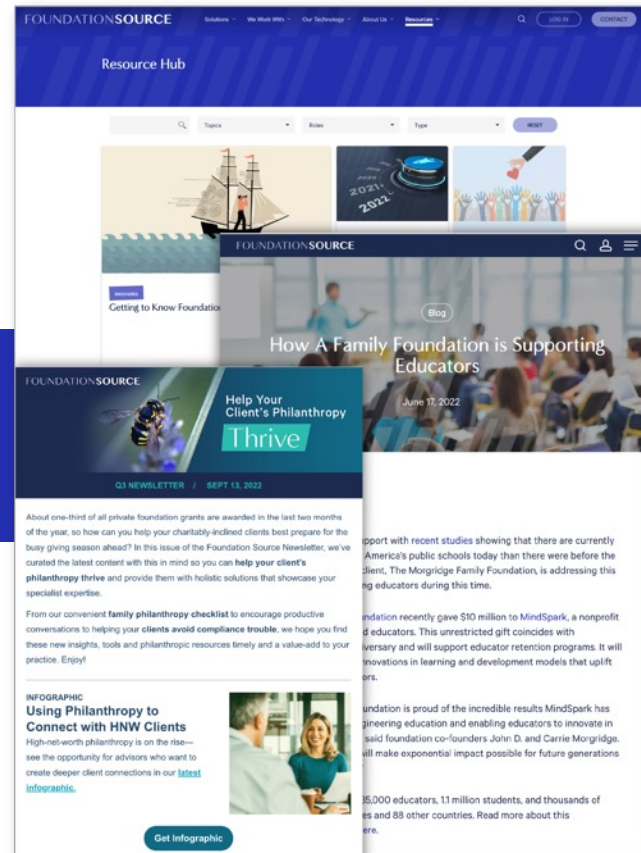 FOUNDATIONSOURCE
Solutions
We Work With
Our Technology
About Us
Resources
LOG IN
CONTACT
Resource Hub
Topics
Roles
Type
RESET
2021
2022
Getting to Know Foundatio
FOUNDATIONSOURCE
Blog
How A Family Foundation is Supporting
Educators
June 17, 2022
FOUNDATIONSOURCE
Help Your
Client's Philanthropy
Thrive
Q3 NEWSLETTER / SEPT 13, 2022
About one-third of all private foundation grants are awarded in the last two months
of the year, so how can you help your charitably-inclined clients best prepare for the
busy giving season ahead? In this issue of the Foundation Source Newsletter, we've
curated the latest content with this in mind so you can help your client's
philanthropy thrive and provide them with holistic solutions that showcase your
specialist expertise.
From our convenient family philanthropy checklist to encourage productive
conversations to helping your clients avoid compliance trouble, we hope you find
these new insights, tools and philanthropic resources timely and a value-add to your
practice. Enjoy!
INFOGRAPHIC
Using Philanthropy to
Connect with HNW Clients
High-net-worth philanthropy is on the rise—
see the opportunity for advisors who want to
create deeper client connections in our latest
infographic.
Get Infographic
pport with recent studies showing that there are currently
America's public schools today than there were before the
client, The Morgridge Family Foundation, is addressing this
ng educators during this time.
ndation recently gave $10 million to MindSpark, a nonprofit
d educators. This unrestricted gift coincides with
versary and will support educator retention programs. It will
nnovations in learning and development models that uplift
ors.
undation is proud of the incredible results MindSpark has
gineering education and enabling educators to innovate in
said foundation co-founders John D. and Carrie Morgridge.
will make exponential impact possible for future generations
35,000 educators, 1.1 million students, and thousands of
es and 88 other countries. Read more about this
ere.